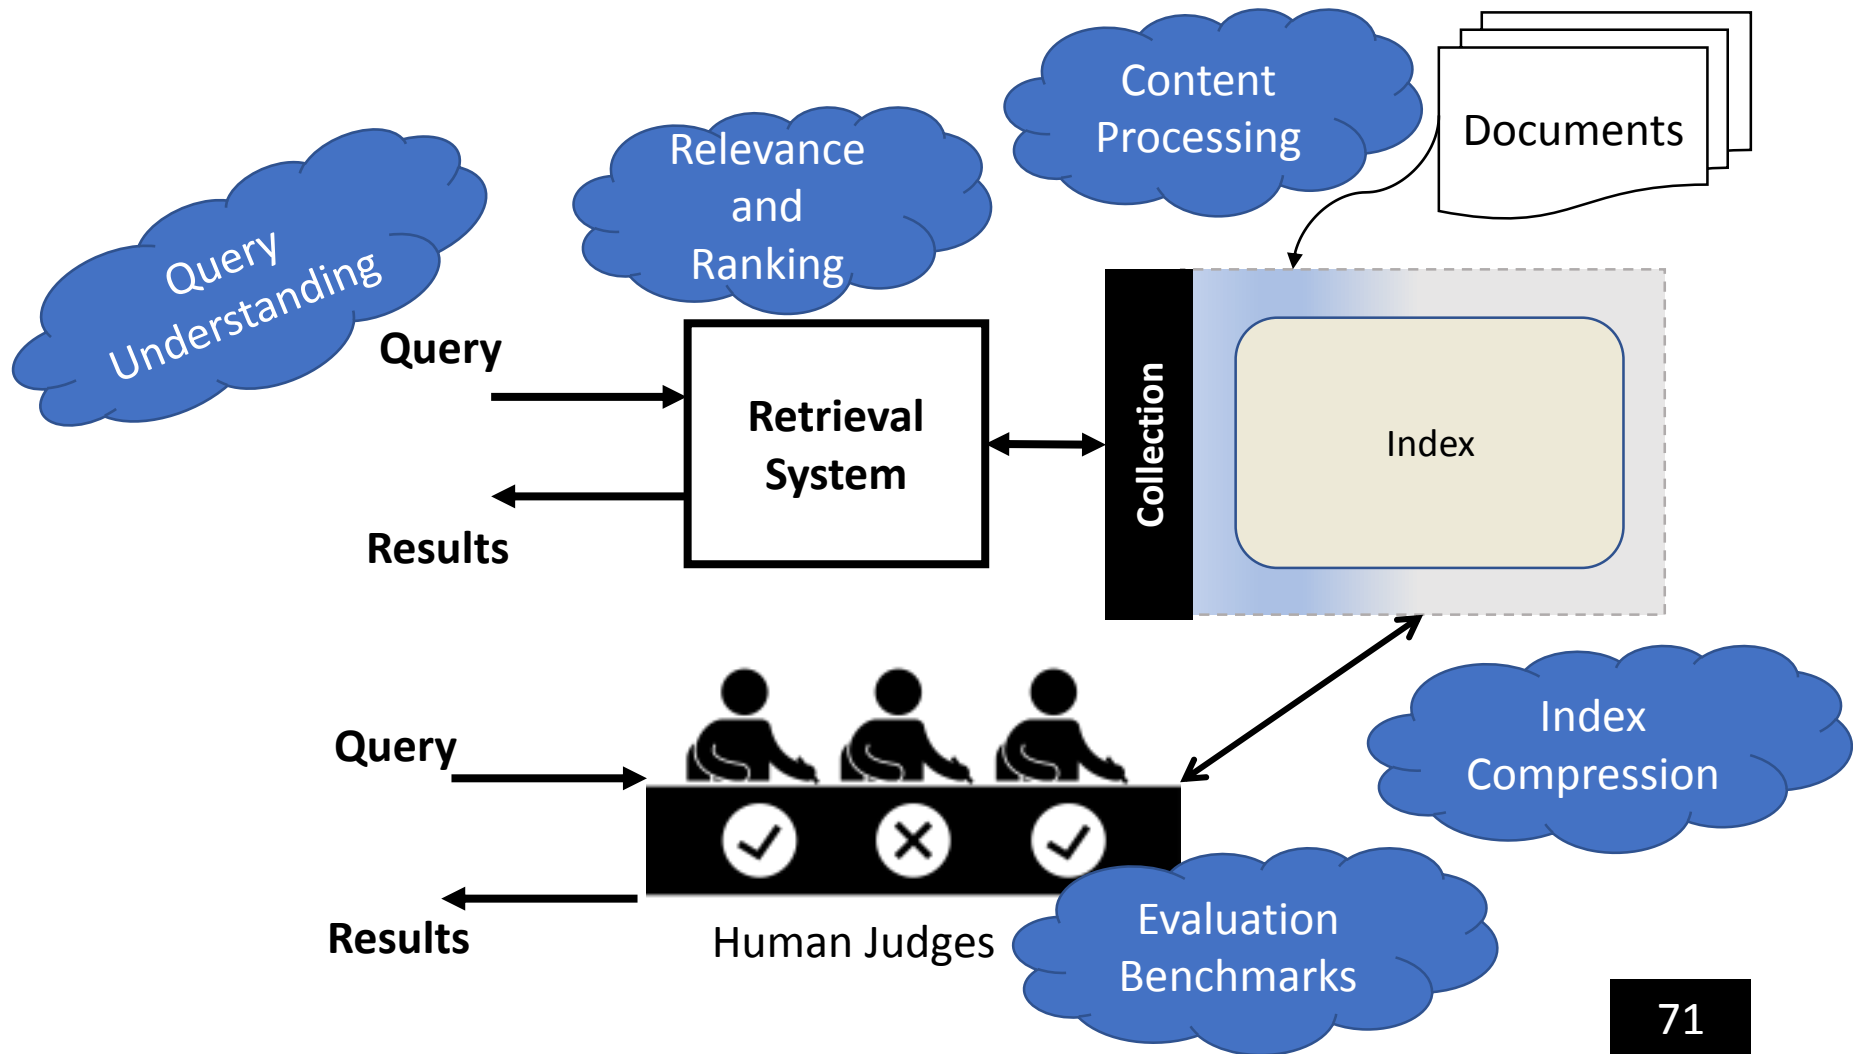 Content
Processing
Documents
Relevance
and
Ranking
Query
Understanding
Query
Retrieval
System
Results
Collection
Index
Query
Results
Human Judges
Index
Compression
Evaluation
Benchmarks
71